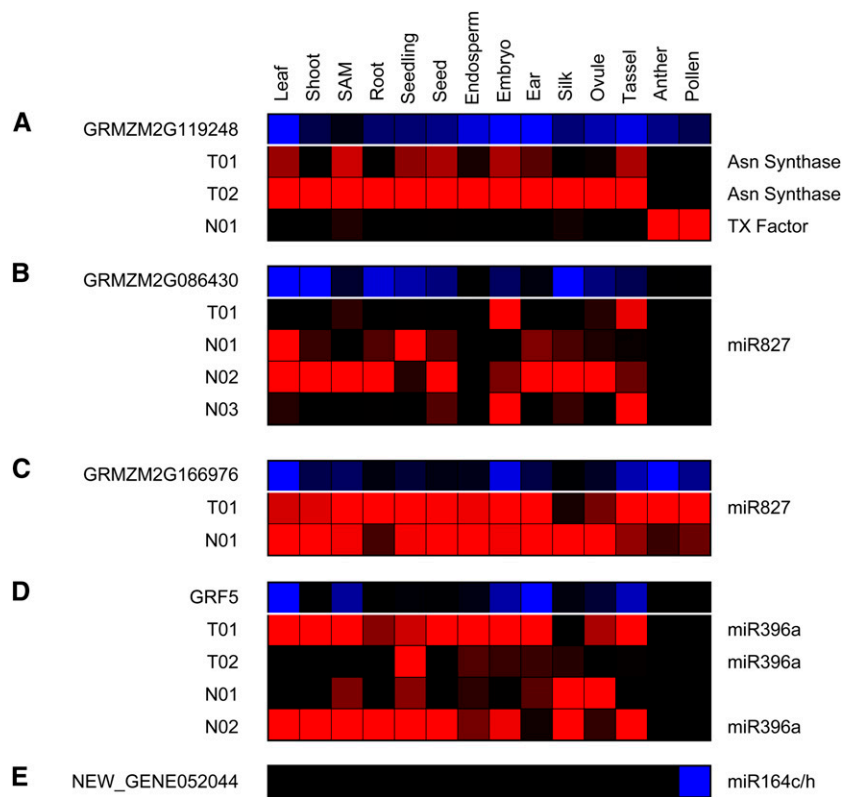 Leaf Shoot SAM Root Seedling Seed Endosperm Embryo Ear Silk Ovule Tassel Anther Pollen
A GRMZM2G119248
T01 Asn Synthase
T02 Asn Synthase
N01 TX Factor
B GRMZM2G086430
T01
N01 miR827
N02
N03
C GRMZM2G166976
T01 miR827
N01
D GRF5
T01 miR396a
T02 miR396a
N01
N02 miR396a
E NEW_GENE052044 miR164c/h